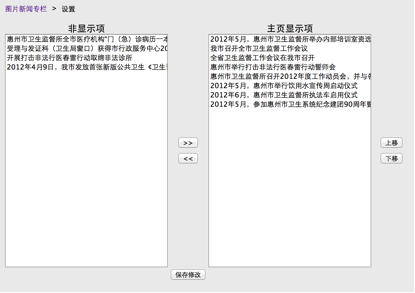 图片新闻专栏 > 设置
非显示项
惠州市卫生监督所全市医疗机构"门（急）诊病历一本
受理与发证科（卫生局窗口）获得市行政服务中心20
开展打击非法行医春雷行动取缔非法诊所
2012年4月9日，我市发放首张新版公共卫生《卫生
>>
<<
主页显示项
2012年5月，惠州市卫生监督所举办内部培训室
我市召开全市卫生监督工作会议
全省卫生监督工作会议在我市召开
惠州市举行打击非法行医春雷行动誓师会
惠州市卫生监督所召开2012年度工作动员会，并与各
2012年5月，惠州市举行饮用水宣传周启动仪式
2012年6月，惠州市卫生监督所执法车启用仪式
2012年5月，参加惠州市卫生系统纪念建团90周年
上移
下移
保存修改